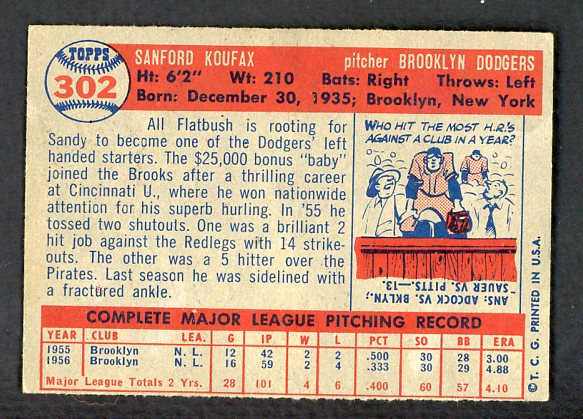 TOPPS
302
SANFORD KOUFAX pitcher BROOKLYN DODGERS
Ht: 6'2" Wt: 210 Bats: Right Throws: Left
Born: December 30, 1935; Brooklyn, New York
All Flatbush is rooting for
Sandy to become one of the Dodgers' left
handed starters. The $25,000 bonus "baby"
joined the Brooks after a thrilling career
at Cincinnati U., where he won nationwide
attention for his superb hurling. In '55 he
tossed two shutouts. One was a brilliant 2
hit job against the Redlegs with 14 strike-
outs. The other was a 5 hitter over the
Pirates. Last season he was sidelined with
a fractured ankle.
WHO HIT THE MOST H.R.'S
AGAINST A CLUB IN A YEAR?
ANS: ADCOCK VS. BKLYN.;
"SAUER VS. PITTS.—13.
COMPLETE MAJOR LEAGUE PITCHING RECORD
YEAR CLUB LEA. G IP W L PCT SO BB ERA
1955 Brooklyn N. L. 12 42 2 2 .500 30 28 3.00
1956 Brooklyn N. L. 16 59 2 4 .333 30 29 4.88
Major League Totals 2 Yrs. 28 101 4 6 .400 60 57 4.10
© T. C. G. PRINTED IN U.S.A.